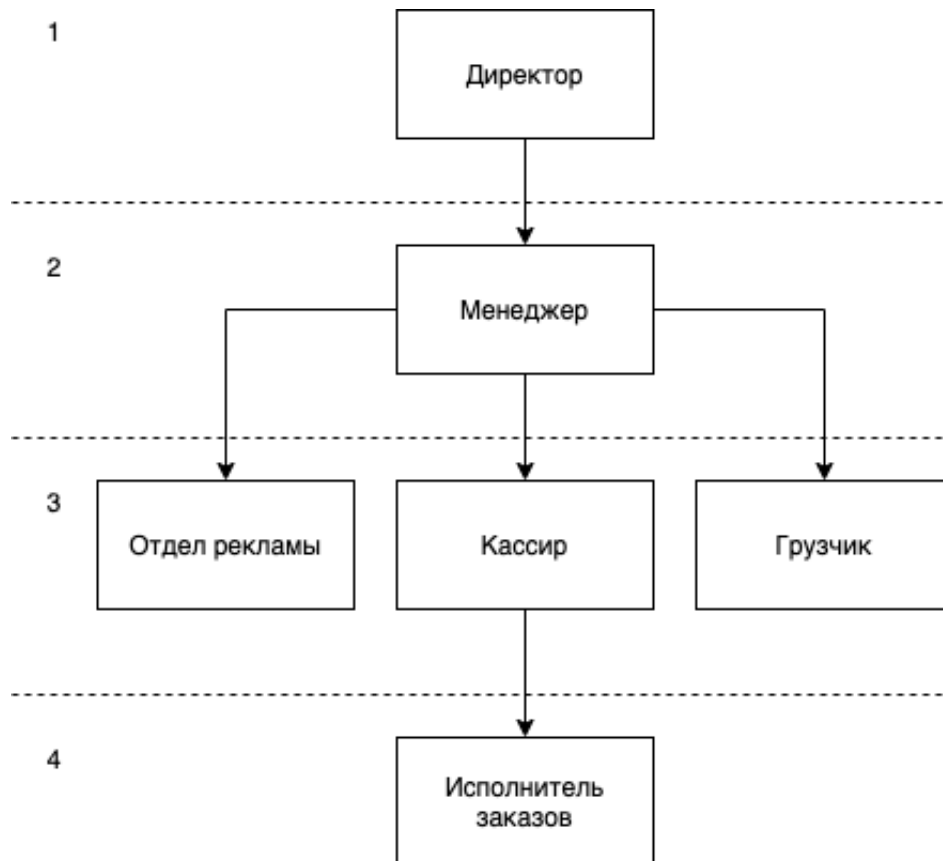 1
Директор
2
Менеджер
3
Отдел рекламы
Кассир
Грузчик
4
Исполнитель
заказов